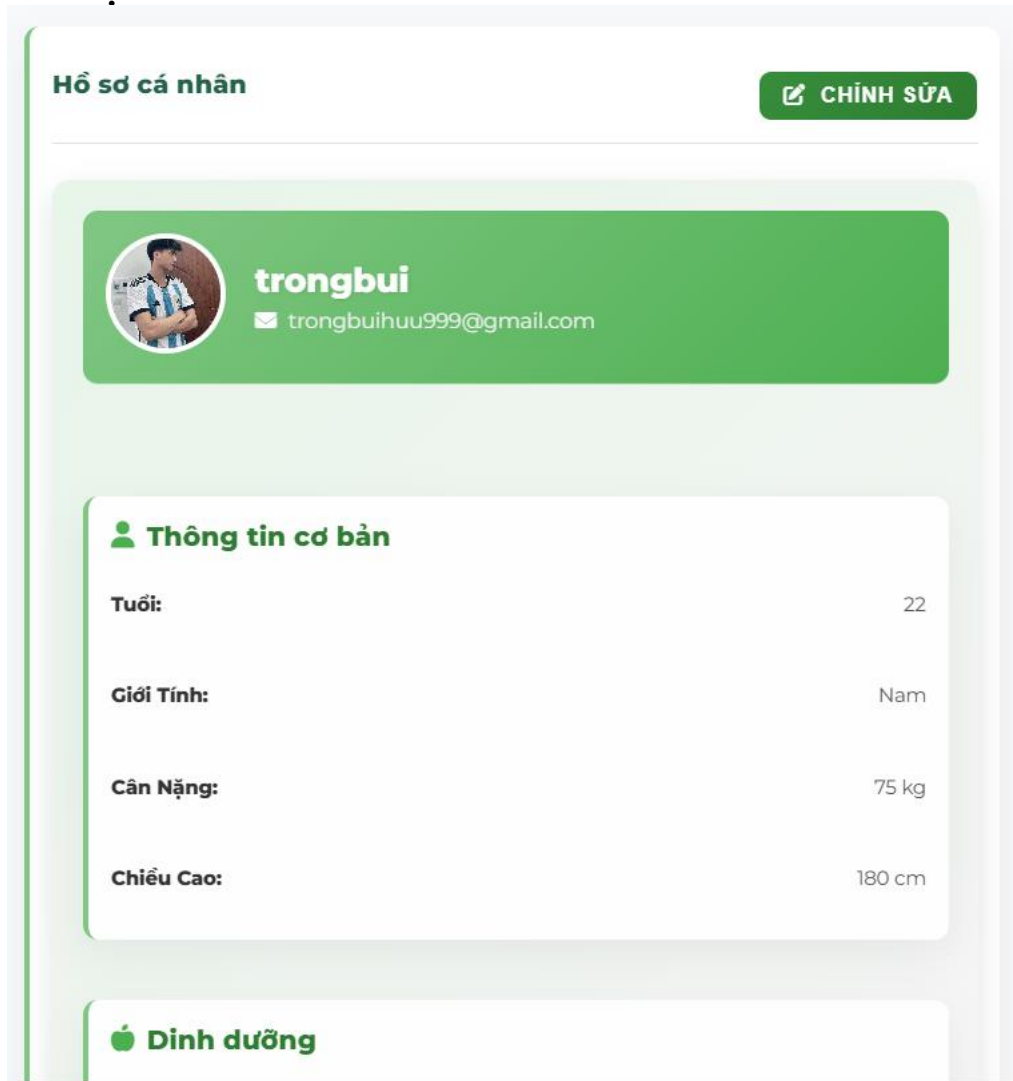 Hồ sơ cá nhân
CHỈNH SỬA
trongbui
trongbuihuu999@gmail.com
Thông tin cơ bản
Tuổi: 22
Giới Tính: Nam
Cân Nặng: 75 kg
Chiều Cao: 180 cm
Dinh dưỡng